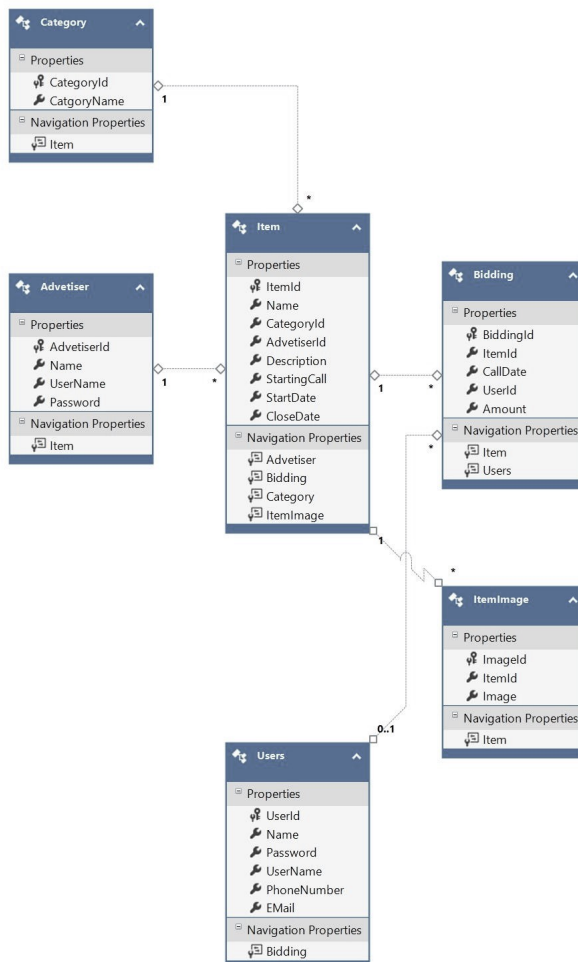 Category
Properties
CategoryId
CatgoryName
Navigation Properties
Item
1
*
Item
Properties
ItemId
Name
CategoryId
AdvetiserId
Description
StartingCall
StartDate
CloseDate
Navigation Properties
Advetiser
Bidding
Category
ItemImage
Advetiser
Properties
AdvetiserId
Name
UserName
Password
Navigation Properties
Item
1
*
1
*
Bidding
Properties
BiddingId
ItemId
CallDate
UserId
Amount
Navigation Properties
Item
Users
*
1
*
ItemImage
Properties
ImageId
ItemId
Image
Navigation Properties
Item
0..1
Users
Properties
UserId
Name
Password
UserName
PhoneNumber
EMail
Navigation Properties
Bidding